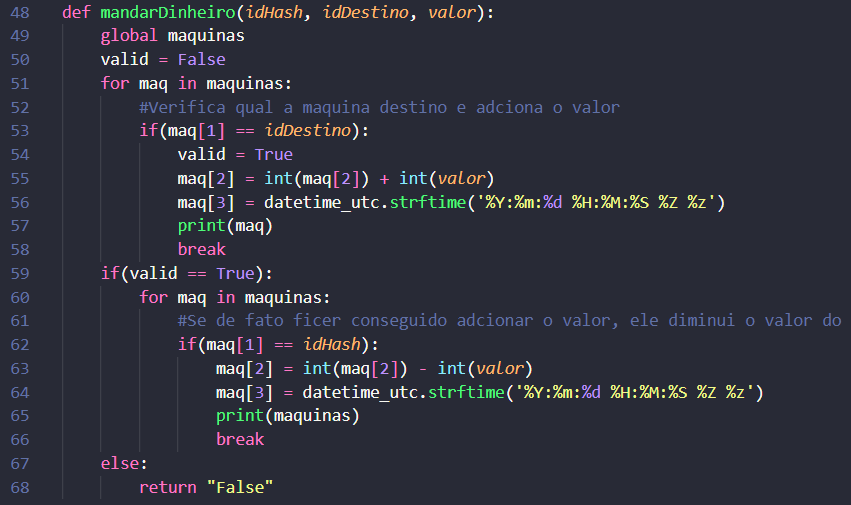 48 def mandarDinheiro(idHash, idDestino, valor):
49     global maquinas
50     valid = False
51     for maq in maquinas:
52         #Verifica qual a maquina destino e adciona o valor
53         if(maq[1] == idDestino):
54             valid = True
55             maq[2] = int(maq[2]) + int(valor)
56             maq[3] = datetime_utc.strftime('%Y:%m:%d %H:%M:%S %Z %z')
57             print(maq)
58             break
59     if(valid == True):
60         for maq in maquinas:
61             #Se de fato ficer conseguido adcionar o valor, ele diminui o valor do
62             if(maq[1] == idHash):
63                 maq[2] = int(maq[2]) - int(valor)
64                 maq[3] = datetime_utc.strftime('%Y:%m:%d %H:%M:%S %Z %z')
65                 print(maquinas)
66                 break
67     else:
68         return "False"